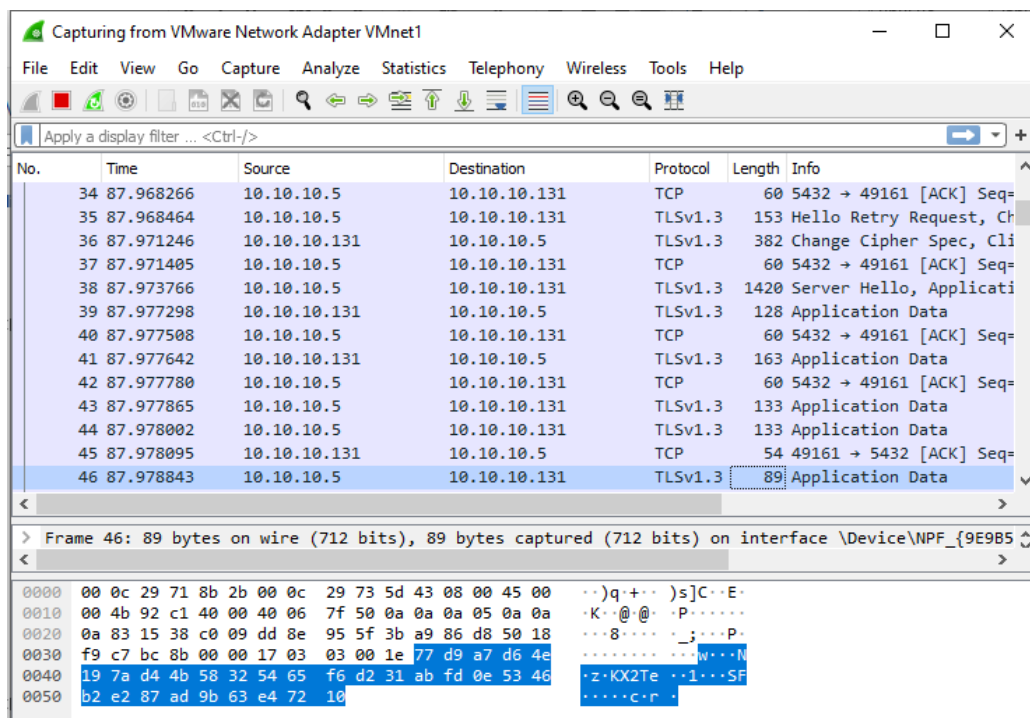 Capturing from VMware Network Adapter VMnet1
File Edit View Go Capture Analyze Statistics Telephony Wireless Tools Help
Apply a display filter ... <Ctrl-/>
No. Time Source Destination Protocol Length Info
34 87.968266 10.10.10.5 10.10.10.131 TCP 60 5432 → 49161 [ACK] Seq=
35 87.968464 10.10.10.5 10.10.10.131 TLSv1.3 153 Hello Retry Request, Ch
36 87.971246 10.10.10.131 10.10.10.5 TLSv1.3 382 Change Cipher Spec, Cli
37 87.971405 10.10.10.5 10.10.10.131 TCP 60 5432 → 49161 [ACK] Seq=
38 87.973766 10.10.10.5 10.10.10.131 TLSv1.3 1420 Server Hello, Applicati
39 87.977298 10.10.10.131 10.10.10.5 TLSv1.3 128 Application Data
40 87.977508 10.10.10.5 10.10.10.131 TCP 60 5432 → 49161 [ACK] Seq=
41 87.977642 10.10.10.131 10.10.10.5 TLSv1.3 163 Application Data
42 87.977780 10.10.10.5 10.10.10.131 TCP 60 5432 → 49161 [ACK] Seq=
43 87.977865 10.10.10.5 10.10.10.131 TLSv1.3 133 Application Data
44 87.978002 10.10.10.5 10.10.10.131 TLSv1.3 133 Application Data
45 87.978095 10.10.10.131 10.10.10.5 TCP 54 49161 → 5432 [ACK] Seq=
46 87.978843 10.10.10.5 10.10.10.131 TLSv1.3 89 Application Data
> Frame 46: 89 bytes on wire (712 bits), 89 bytes captured (712 bits) on interface \Device\NPF_{9E9B5
0000 00 0c 29 71 8b 2b 00 0c 29 73 5d 43 08 00 45 00 ··)q·+·· )s]C··E·
0010 00 4b 92 c1 40 00 40 06 7f 50 0a 0a 0a 05 0a 0a ·K··@·@· ·P······
0020 0a 83 15 38 c0 09 dd 8e 95 5f 3b a9 86 d8 50 18 ···8···· ·_;···P·
0030 f9 c7 bc 8b 00 00 17 03 03 00 1e 77 d9 a7 d6 4e ········ ···w···N
0040 19 7a d4 4b 58 32 54 65 f6 d2 31 ab fd 0e 53 46 ·z·KX2Te ··1···SF
0050 b2 e2 87 ad 9b 63 e4 72 10 ·····c·r ·